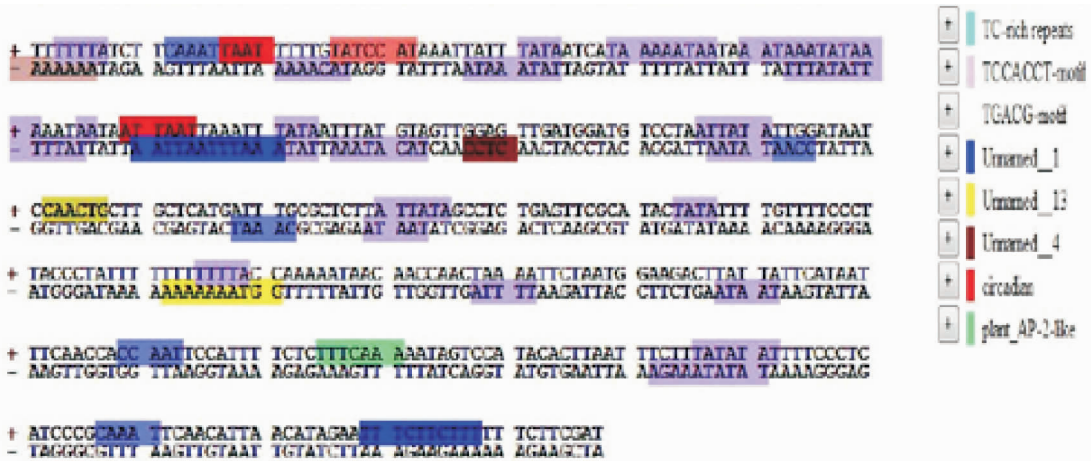 + TTTTTTATCT TCAAATTAAT TTTTGTATCC ATAAATTATT TATAATCATA AAAATAATAA ATAAATATAA
- AAAAAATAGA AGTTTAATTA AAAACATAGG TATTTAATAA ATATTAGTAT TTTTATTATT TATTTATATT
+ AAATAATAAT TAATTAAATT TATAATTTAT GTAGTTGGAG TTGATGGATG TCCTAATTAT ATTGGATAAT
- TTTATTATTA ATTAATTTAA ATATTAAATA CATCAACCTC AACTACCTAC AGGATTAATA TAACCTATTA
+ CCAACTGCTT GCTCATGATT TGCGCTCTTA TTATAGCCTC TGAGTTCGCA TACTATATTT TGTTTTCCCT
- GGTTGACGAA CGAGTACTAA ACGCGAGAAT AATATCGGAG ACTCAAGCGT ATGATATAAA ACAAAAGGGA
+ TACCCTATTT TTTTTTTTAC CAAAAATAAC AACCAACTAA AATTCTAATG GAAGACTTAT TATTCATAAT
- ATGGGATAAA AAAAAAAATG GTTTTTATTG TTGGTTGATT TTAAGATTAC CTTCTGAATA ATAAGTATTA
+ TTCAACCACC AATTCCATTT TCTCTTTCAA AAATAGTCCA TACACTTAAT TTCTTTATAT ATTTTCCCTC
- AAGTTGGTGG TTAAGGTAAA AGAGAAAGTT TTTATCAGGT ATGTGAATTA AAGAAATATA TAAAAGGGAG
+ ATCCCGCAAA TTCAACATTA ACATAGAATT TCTTCTTTTT TCTTCGAT
- TAGGGCGTTT AAGTTGTAAT TGTATCTTAA AGAAGAAAAA AGAAGCTA
+ TC-rich repeats
+ TCCACCT-motif
TGACG-motif
+ Unnamed__1
+ Unnamed__13
+ Unnamed__4
+ circadian
+ plant_AP-2-like